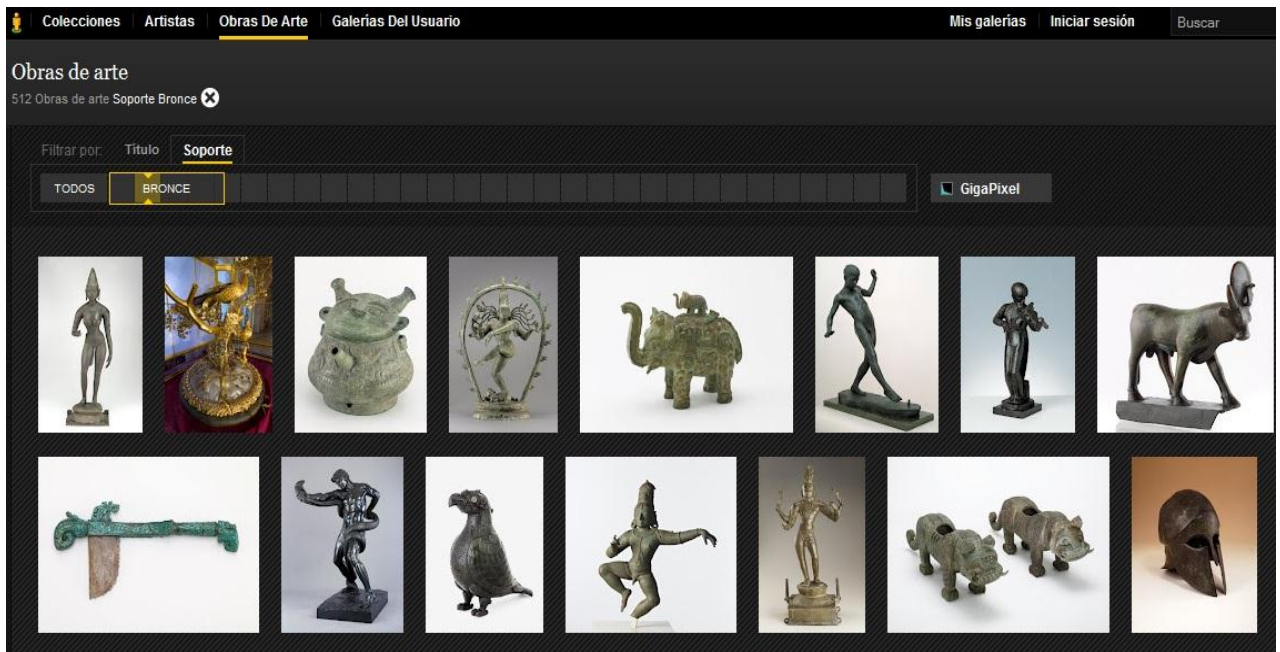 Colecciones Artistas Obras De Arte Galerías Del Usuario Mis galerías Iniciar sesión Buscar
Obras de arte
512 Obras de arte Soporte Bronce
Filtrar por: Título Soporte
TODOS BRONCE GigaPixel